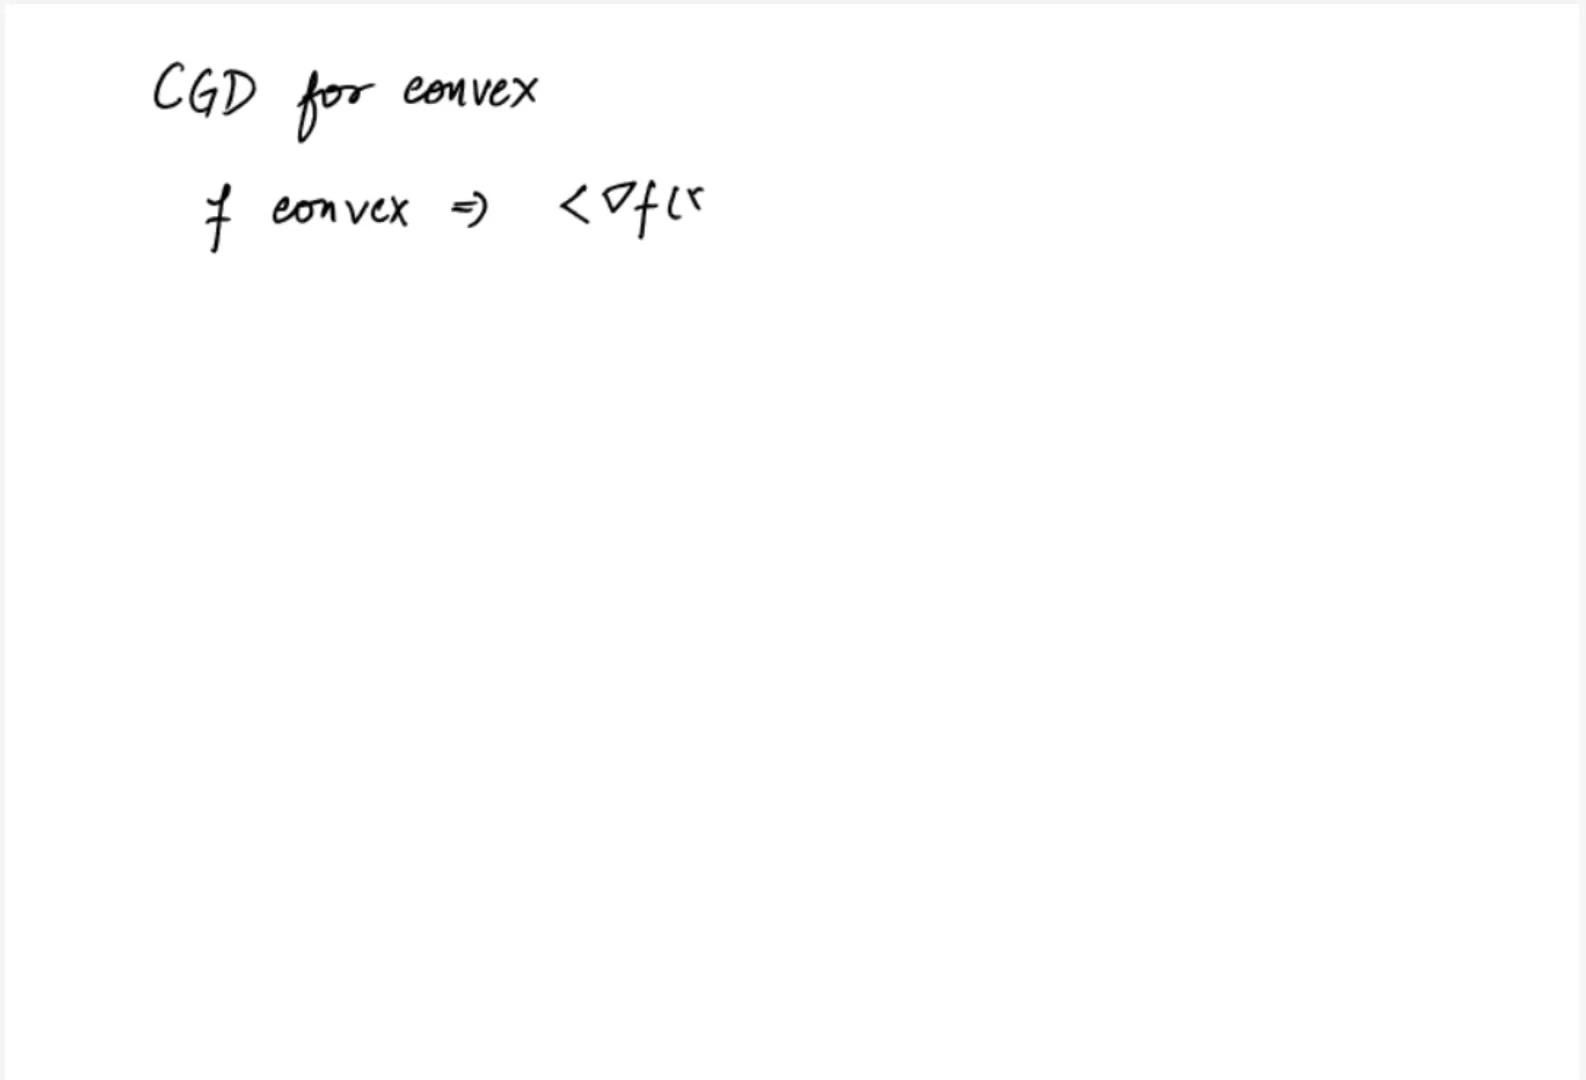 CGD for convex
f convex ⇒ <∇f(